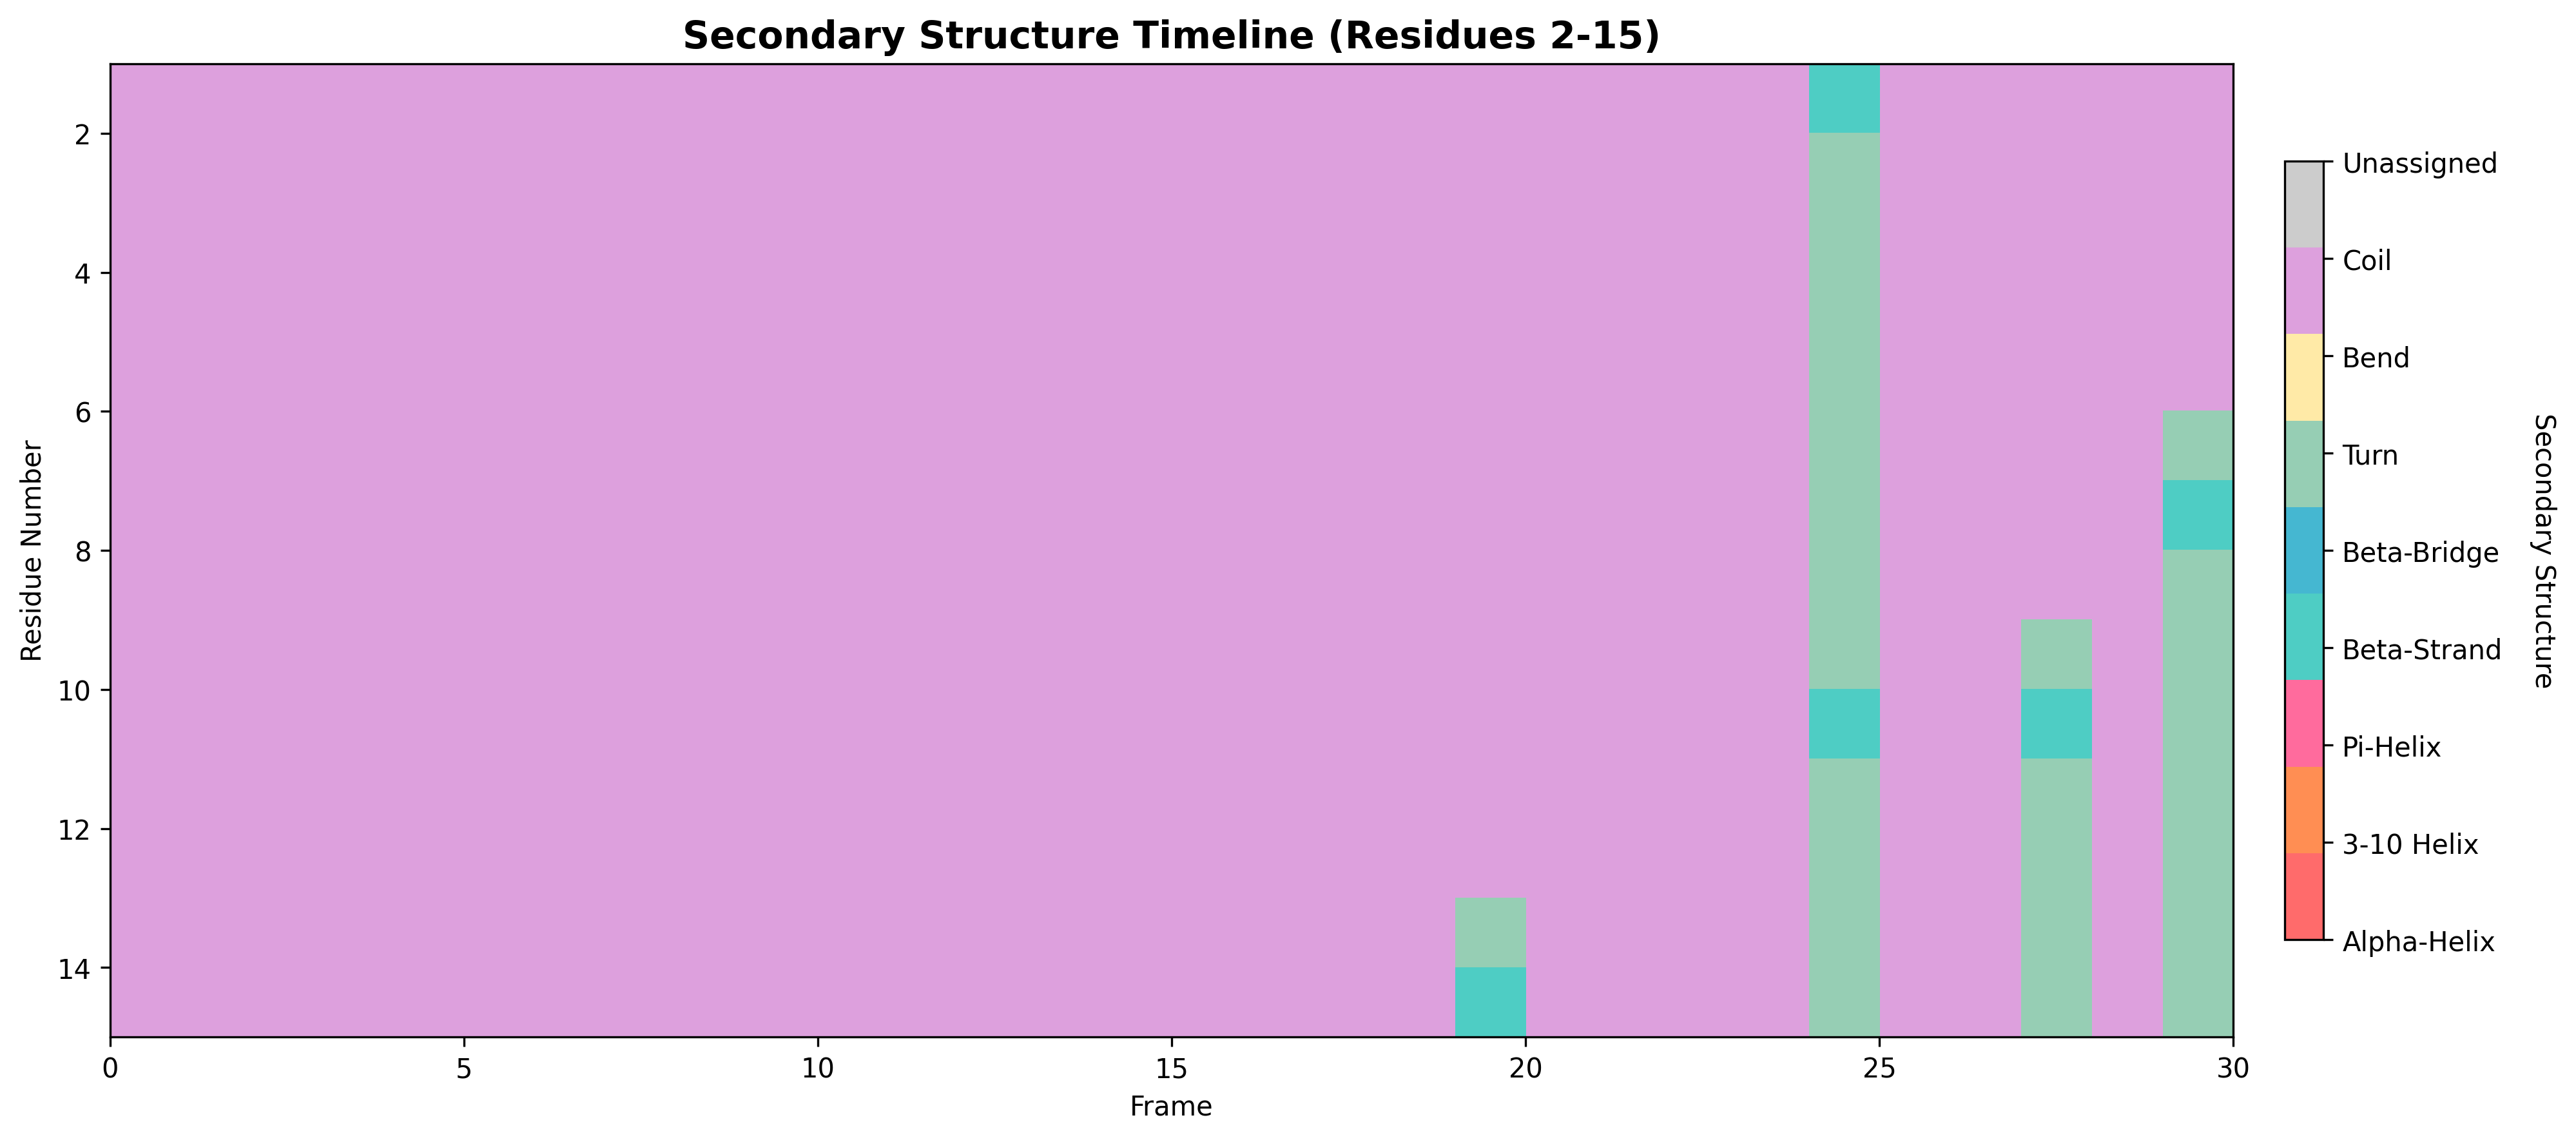 Secondary Structure Timeline (Residues 2-15)
Residue Number
2
4
6
8
10
12
14
0
5
10
15
20
25
30
Frame
Unassigned
Coil
Bend
Turn
Beta-Bridge
Beta-Strand
Pi-Helix
3-10 Helix
Alpha-Helix
Secondary Structure